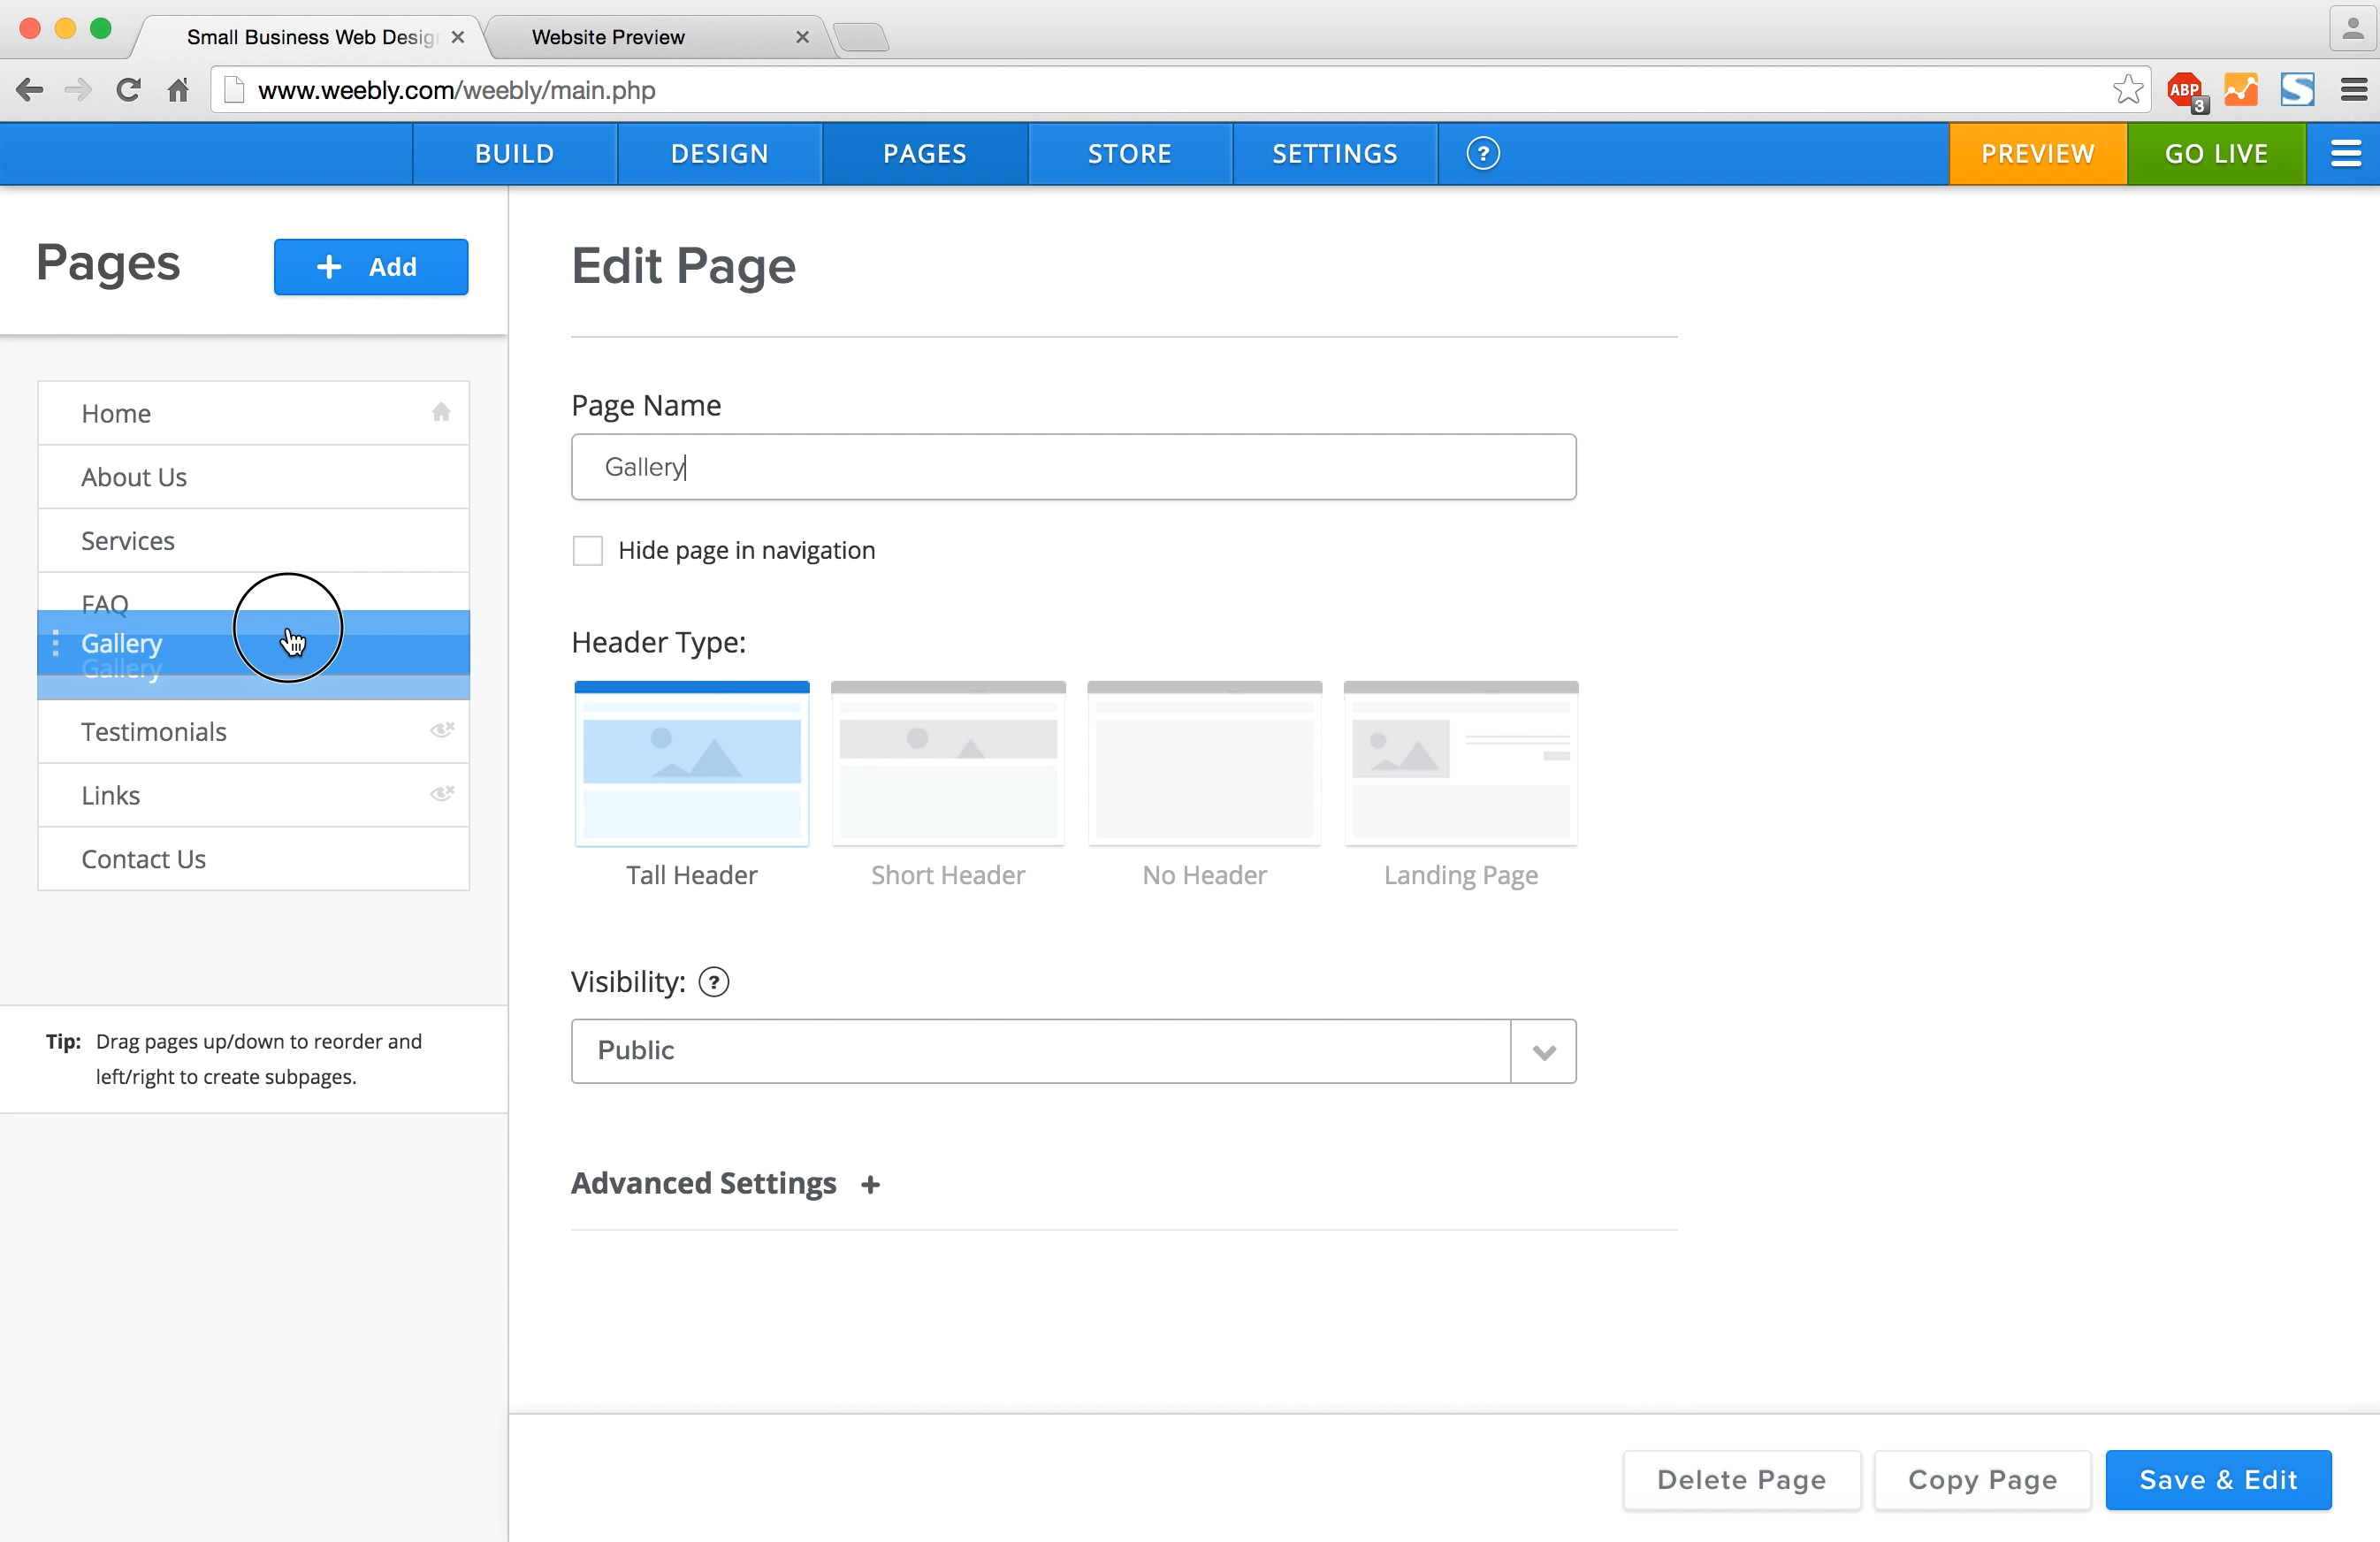 Small Business Web Desig
Website Preview
www.weebly.com/weebly/main.php
ABP
3
BUILD
DESIGN
PAGES
STORE
SETTINGS
?
PREVIEW
GO LIVE
Pages
+ Add
Home
About Us
Services
FAQ
Gallery
Gallery
Testimonials
Links
Contact Us
Tip: Drag pages up/down to reorder and
left/right to create subpages.
Edit Page
Page Name
Gallery
Hide page in navigation
Header Type:
Tall Header
Short Header
No Header
Landing Page
Visibility: ?
Public
Advanced Settings +
Delete Page
Copy Page
Save & Edit